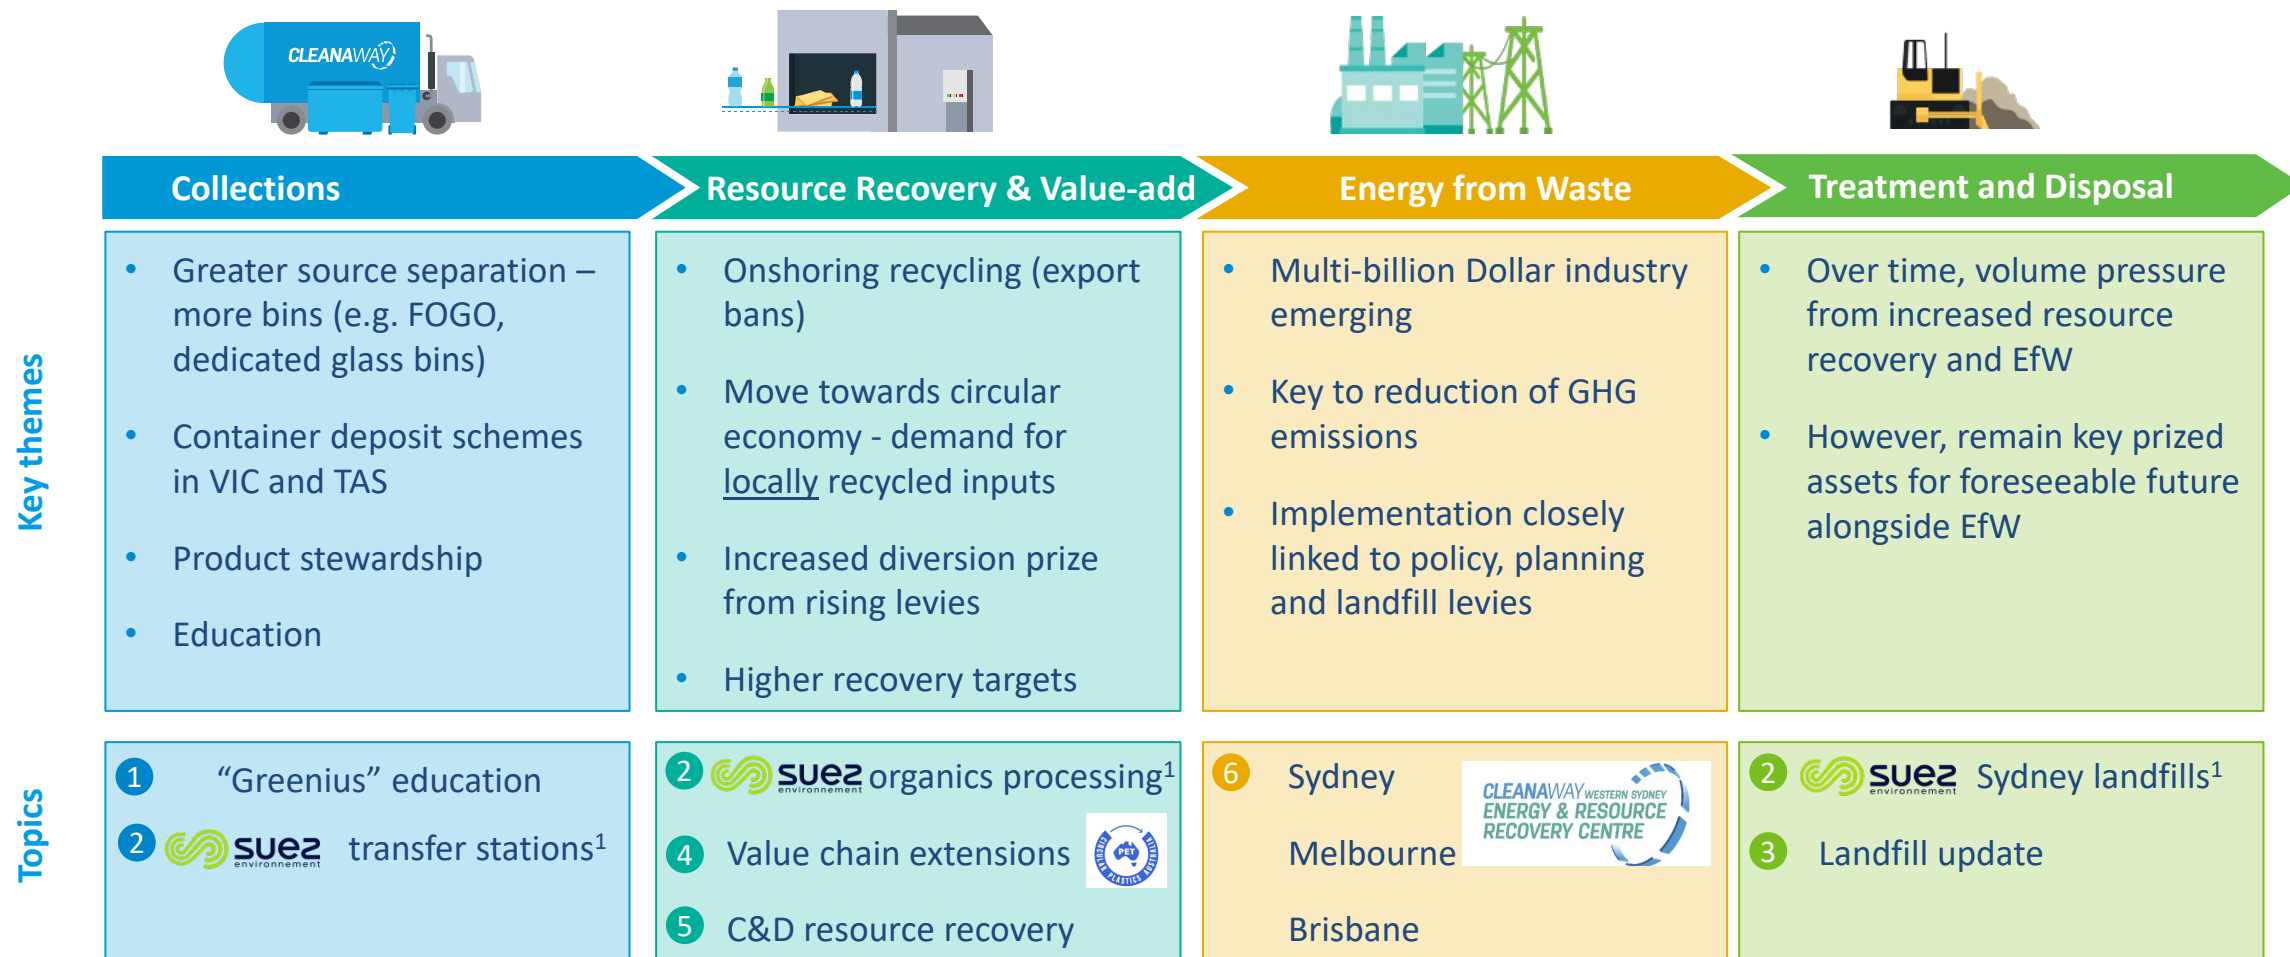 CLEANAWAY
Collections
Resource Recovery & Value-add
Energy from Waste
Treatment and Disposal
Key themes
• Greater source separation –
more bins (e.g. FOGO,
dedicated glass bins)
• Container deposit schemes
in VIC and TAS
• Product stewardship
• Education
• Onshoring recycling (export
bans)
• Move towards circular
economy - demand for
locally recycled inputs
• Increased diversion prize
from rising levies
• Higher recovery targets
• Multi-billion Dollar industry
emerging
• Key to reduction of GHG
emissions
• Implementation closely
linked to policy, planning
and landfill levies
• Over time, volume pressure
from increased resource
recovery and EfW
• However, remain key prized
assets for foreseeable future
alongside EfW
Topics
1 “Greenius” education
2 suez environnement transfer stations¹
2 suez environnement organics processing¹
4 Value chain extensions
CIRCULAR PLASTICS AUSTRALIA PET
5 C&D resource recovery
6 Sydney
Melbourne
Brisbane
CLEANAWAY WESTERN SYDNEY
ENERGY & RESOURCE
RECOVERY CENTRE
2 suez environnement Sydney landfills¹
3 Landfill update